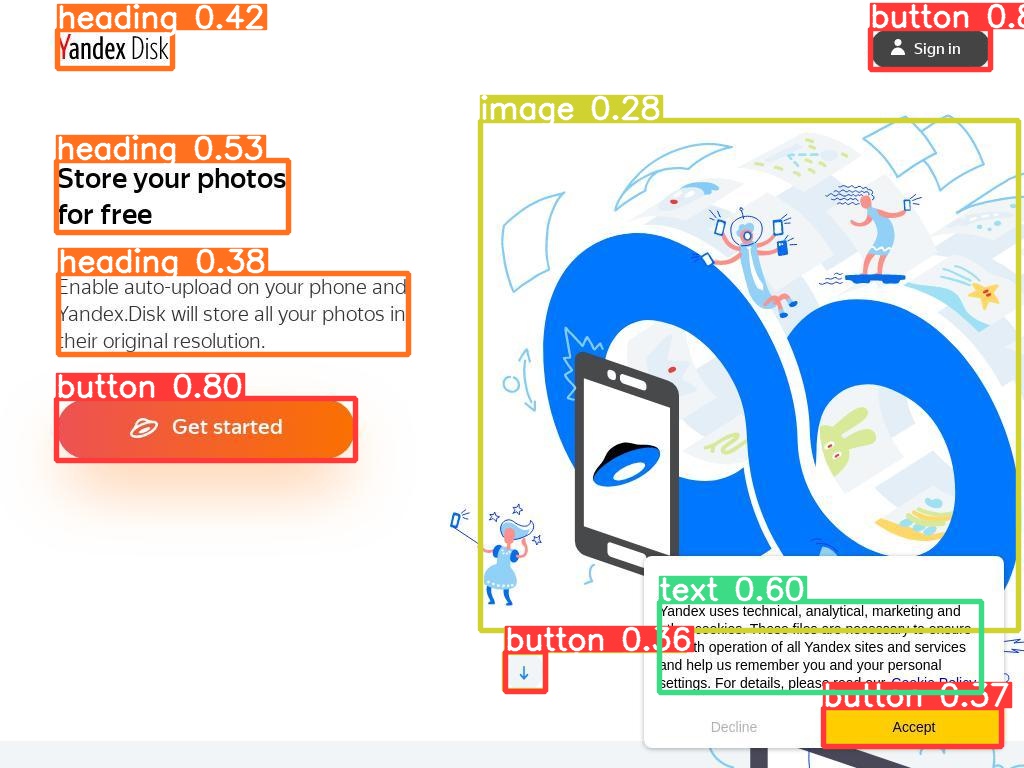 heading 0.42
Yandex Disk
button 0.8
Sign in
image 0.28
heading 0.53
Store your photos
for free
heading 0.38
Enable auto-upload on your phone and
Yandex.Disk will store all your photos in
their original resolution.
button 0.80
Get started
text 0.60
Yandex uses technical, analytical, marketing and
other cookies. These files are necessary to ensure
operation of all Yandex sites and services
and help us remember you and your personal
settings. For details, please read our Cookie Policy
button 0.36
button 0.37
Decline
Accept